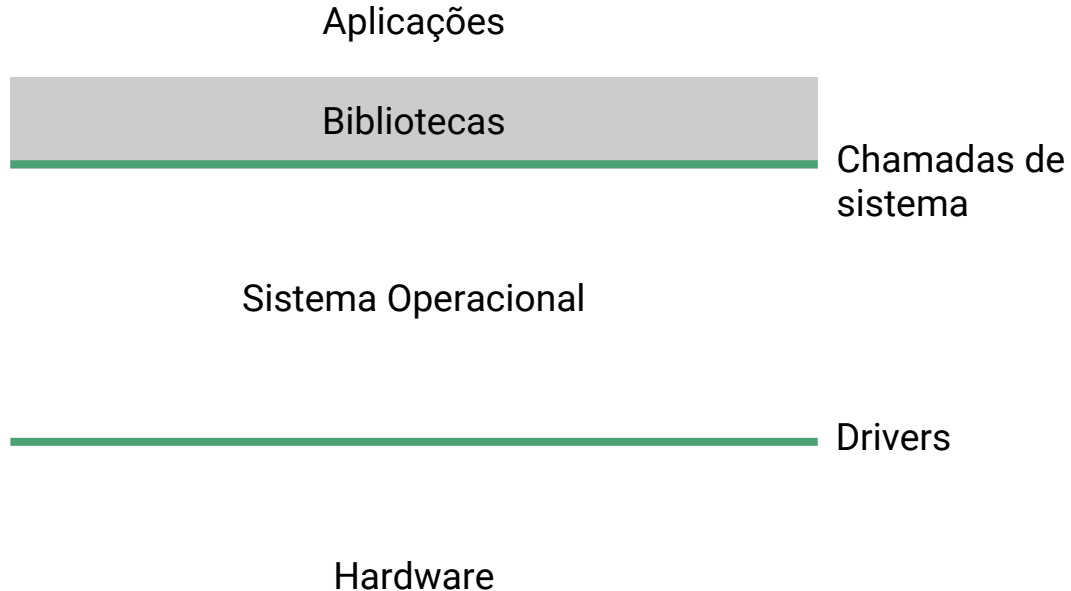 Aplicações
Bibliotecas
Chamadas de
sistema
Sistema Operacional
Drivers
Hardware